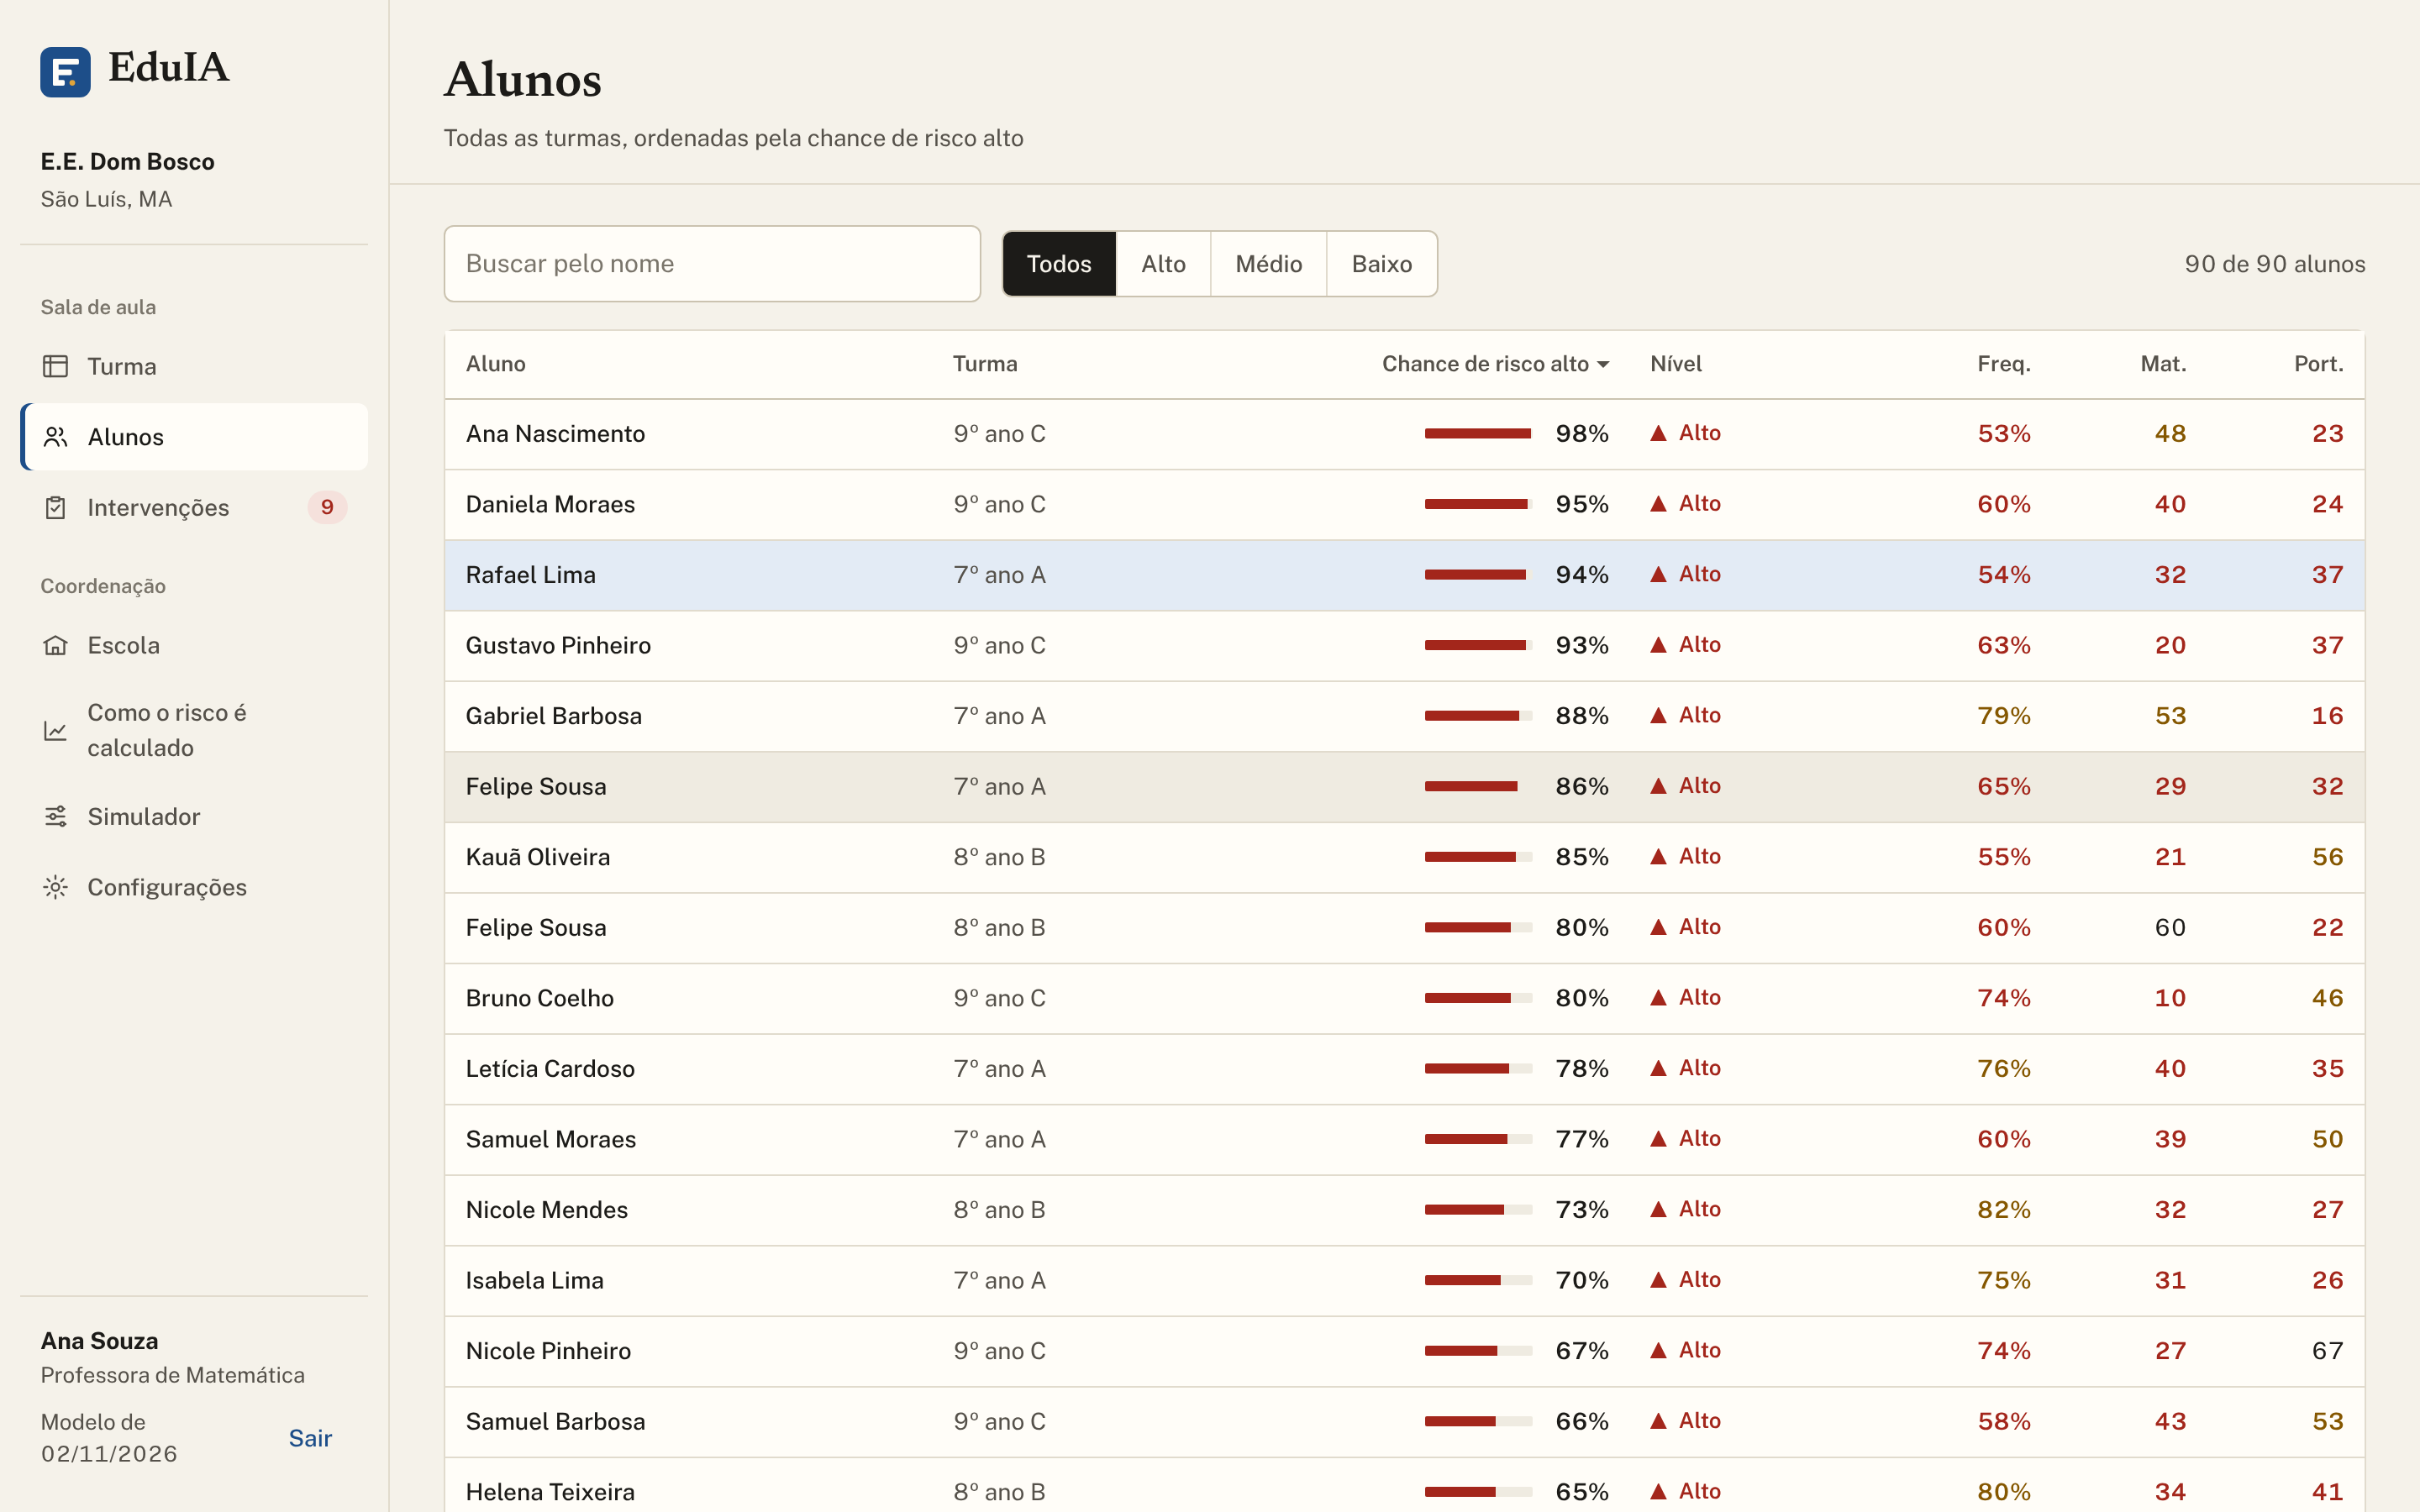 EduIA
E.E. Dom Bosco
São Luís, MA
Sala de aula
Turma
Alunos
Intervenções 9
Coordenação
Escola
Como o risco é
calculado
Simulador
Configurações
Ana Souza
Professora de Matemática
Modelo de
02/11/2026
Sair
Alunos
Todas as turmas, ordenadas pela chance de risco alto
Buscar pelo nome
Todos Alto Médio Baixo
90 de 90 alunos
Aluno Turma Chance de risco alto Nível Freq. Mat. Port.
Ana Nascimento 9º ano C 98% Alto 53% 48 23
Daniela Moraes 9º ano C 95% Alto 60% 40 24
Rafael Lima 7º ano A 94% Alto 54% 32 37
Gustavo Pinheiro 9º ano C 93% Alto 63% 20 37
Gabriel Barbosa 7º ano A 88% Alto 79% 53 16
Felipe Sousa 7º ano A 86% Alto 65% 29 32
Kauã Oliveira 8º ano B 85% Alto 55% 21 56
Felipe Sousa 8º ano B 80% Alto 60% 60 22
Bruno Coelho 9º ano C 80% Alto 74% 10 46
Letícia Cardoso 7º ano A 78% Alto 76% 40 35
Samuel Moraes 7º ano A 77% Alto 60% 39 50
Nicole Mendes 8º ano B 73% Alto 82% 32 27
Isabela Lima 7º ano A 70% Alto 75% 31 26
Nicole Pinheiro 9º ano C 67% Alto 74% 27 67
Samuel Barbosa 9º ano C 66% Alto 58% 43 53
Helena Teixeira 8º ano B 65% Alto 80% 34 41